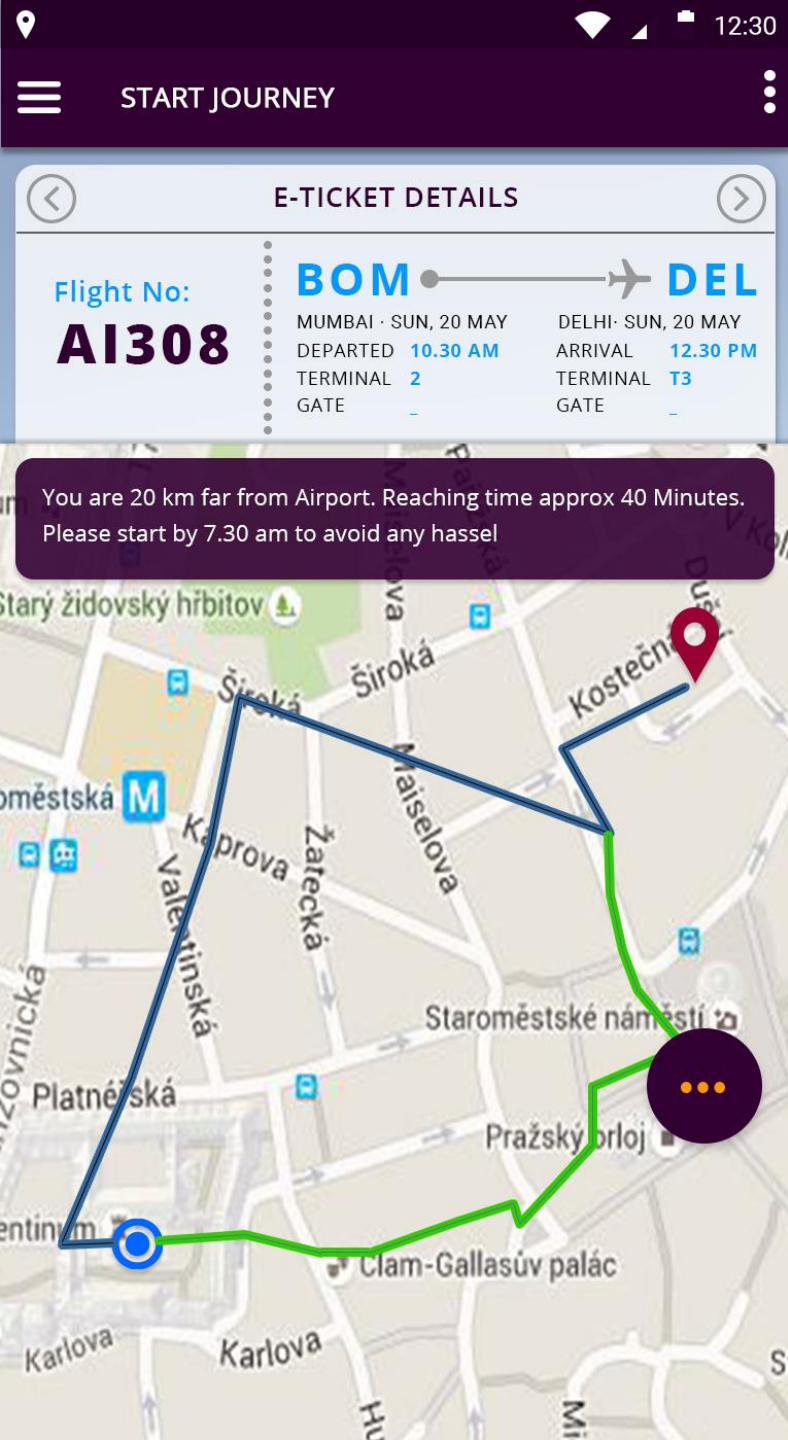 12:30
START JOURNEY
E-TICKET DETAILS
Flight No:
AI308
BOM
DEL
MUMBAI · SUN, 20 MAY
DELHI· SUN, 20 MAY
DEPARTED 10.30 AM
ARRIVAL 12.30 PM
TERMINAL 2
TERMINAL T3
GATE _
GATE _
You are 20 km far from Airport. Reaching time approx 40 Minutes.
Please start by 7.30 am to avoid any hassel
Starý židovský hřbitov
Široká
Široká
Maiselova
M
Kaprova
Žatecká
Maiselova
Valentinská
Staroměstské náměstí
Platnéřská
Pražský orloj
Clam-Gallasův palác
Karlova
Karlova